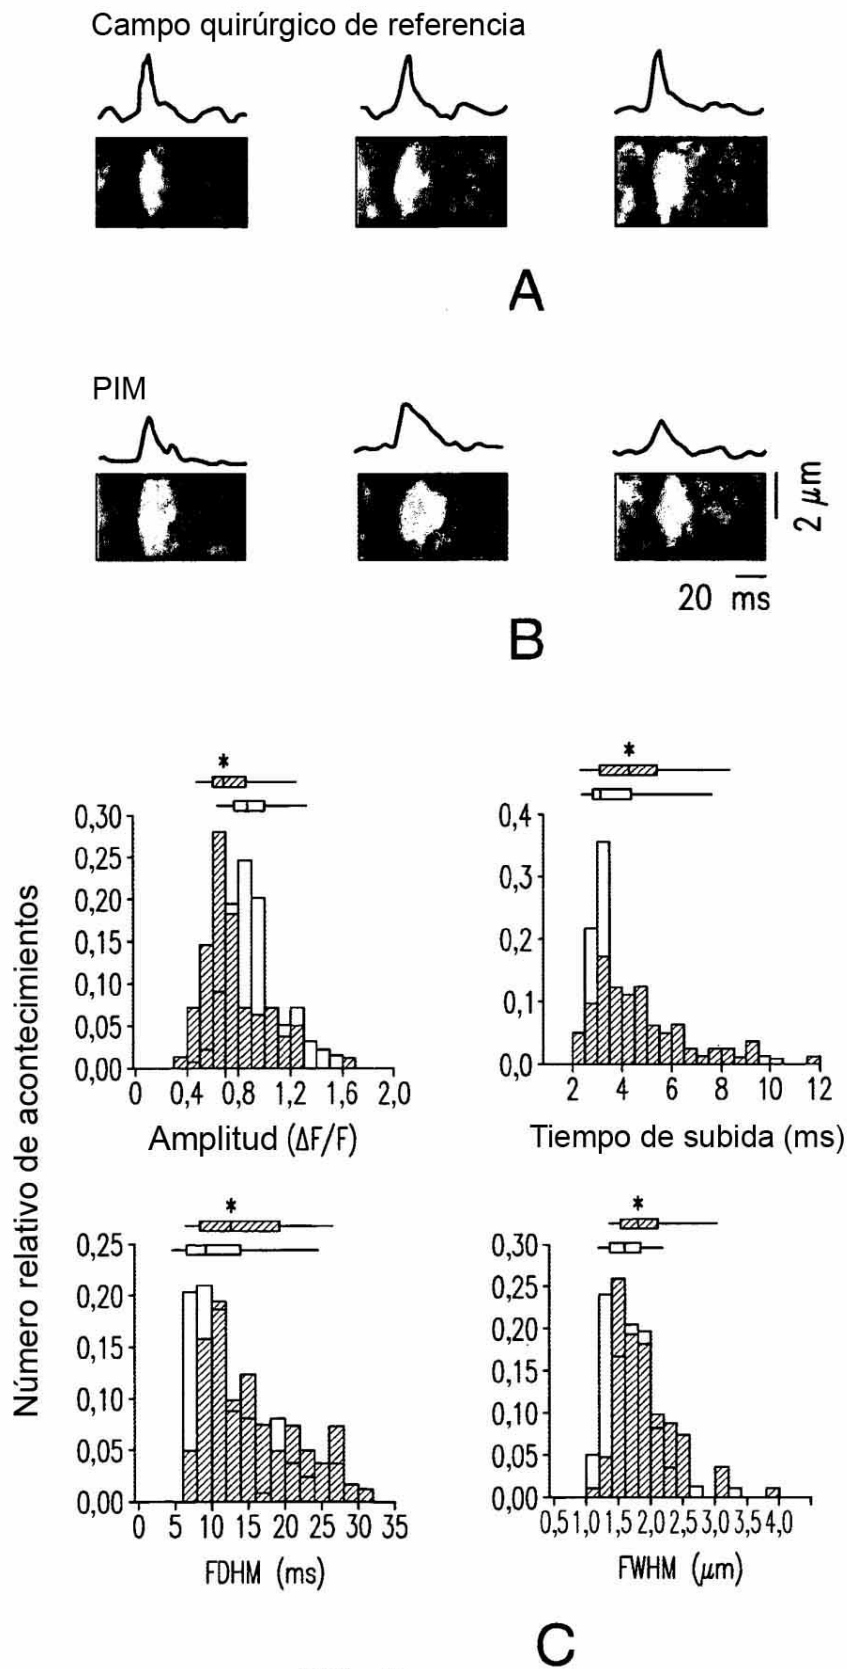 Campo quirúrgico de referencia
A
PIM
2 μm
20 ms
B
Número relativo de acontecimientos
*
0,30
0,25
0,20
0,15
0,10
0,05
0,00
0 0,4 0,8 1,2 1,6 2,0
Amplitud (ΔF/F)
*
0,4
0,3
0,2
0,1
0,0
2 4 6 8 10 12
Tiempo de subida (ms)
*
0,25
0,20
0,15
0,10
0,05
0,00
0 5 10 15 20 25 30 35
FDHM (ms)
*
0,30
0,25
0,20
0,15
0,10
0,05
0,00
0,5 1,0 1,5 2,0 2,5 3,0 3,5 4,0
FWHM (μm)
C